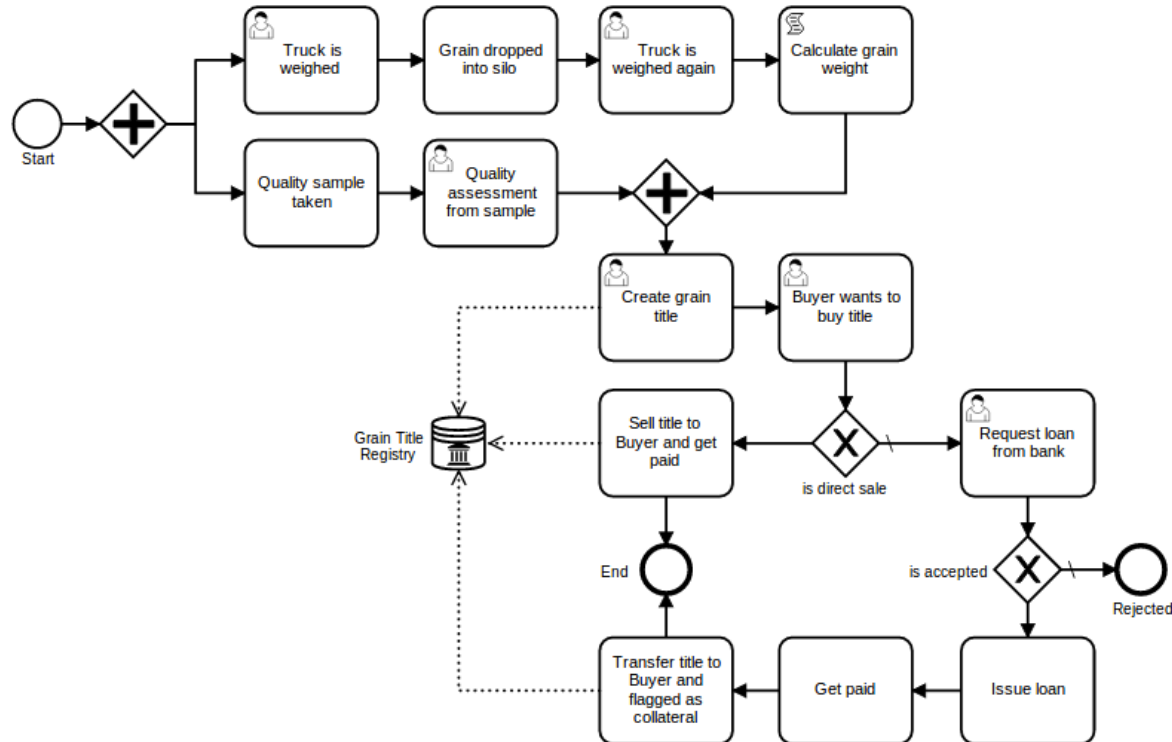 Truck is
weighed
Grain dropped
into silo
Truck is
weighed again
Calculate grain
weight
Start
Quality sample
taken
Quality
assessment
from sample
Create grain
title
Buyer wants to
buy title
Grain Title
Registry
Sell title to
Buyer and get
paid
is direct sale
Request loan
from bank
End
is accepted
Rejected
Transfer title to
Buyer and
flagged as
collateral
Get paid
Issue loan